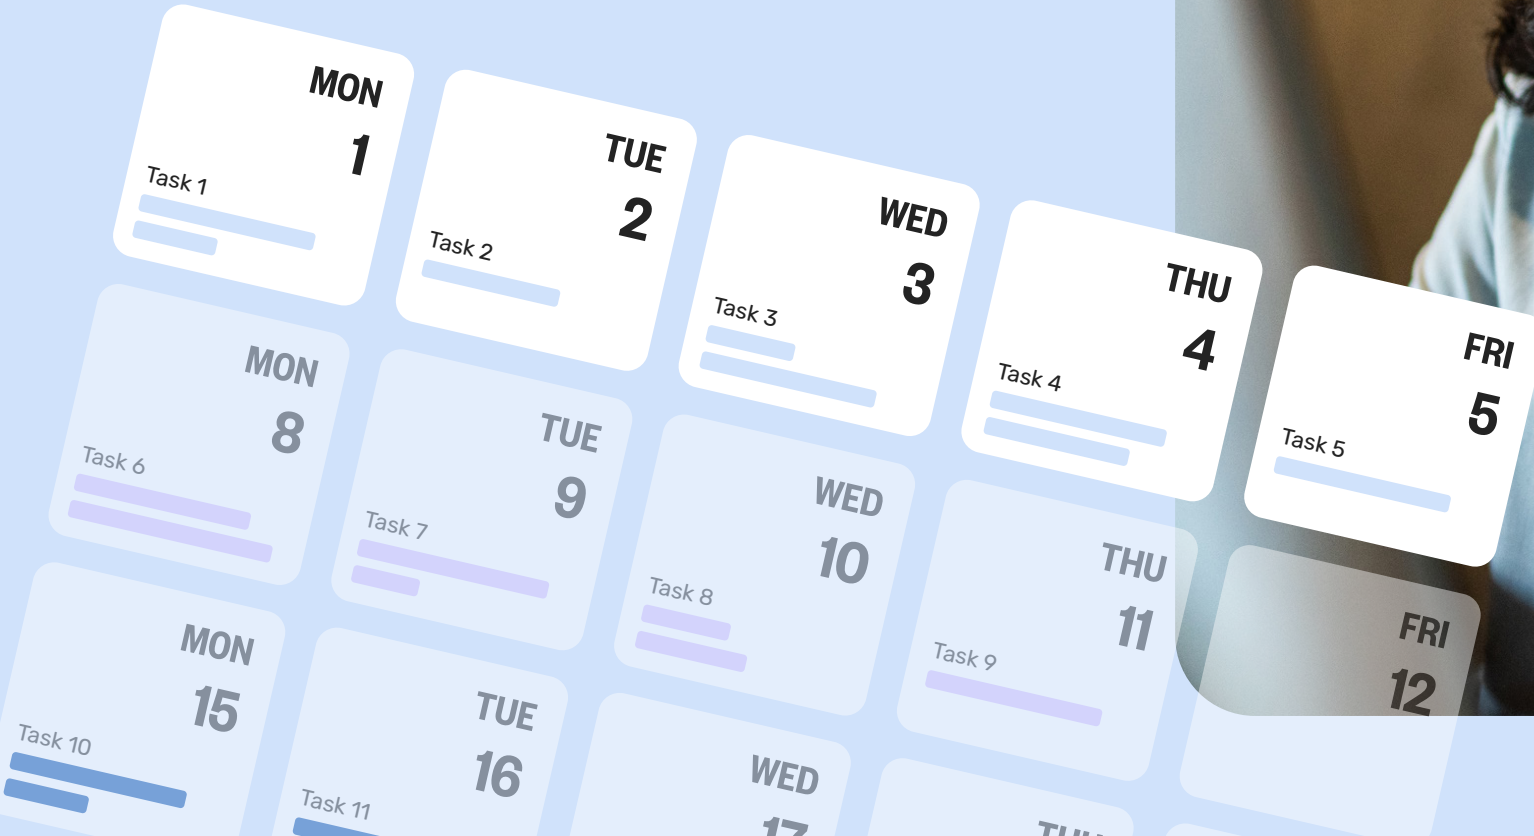 MON
1
Task 1
TUE
2
Task 2
WED
3
Task 3
THU
4
Task 4
FRI
5
Task 5
MON
8
Task 6
TUE
9
Task 7
WED
10
Task 8
THU
11
Task 9
FRI
12
MON
15
Task 10
TUE
16
Task 11
WED
17
THU